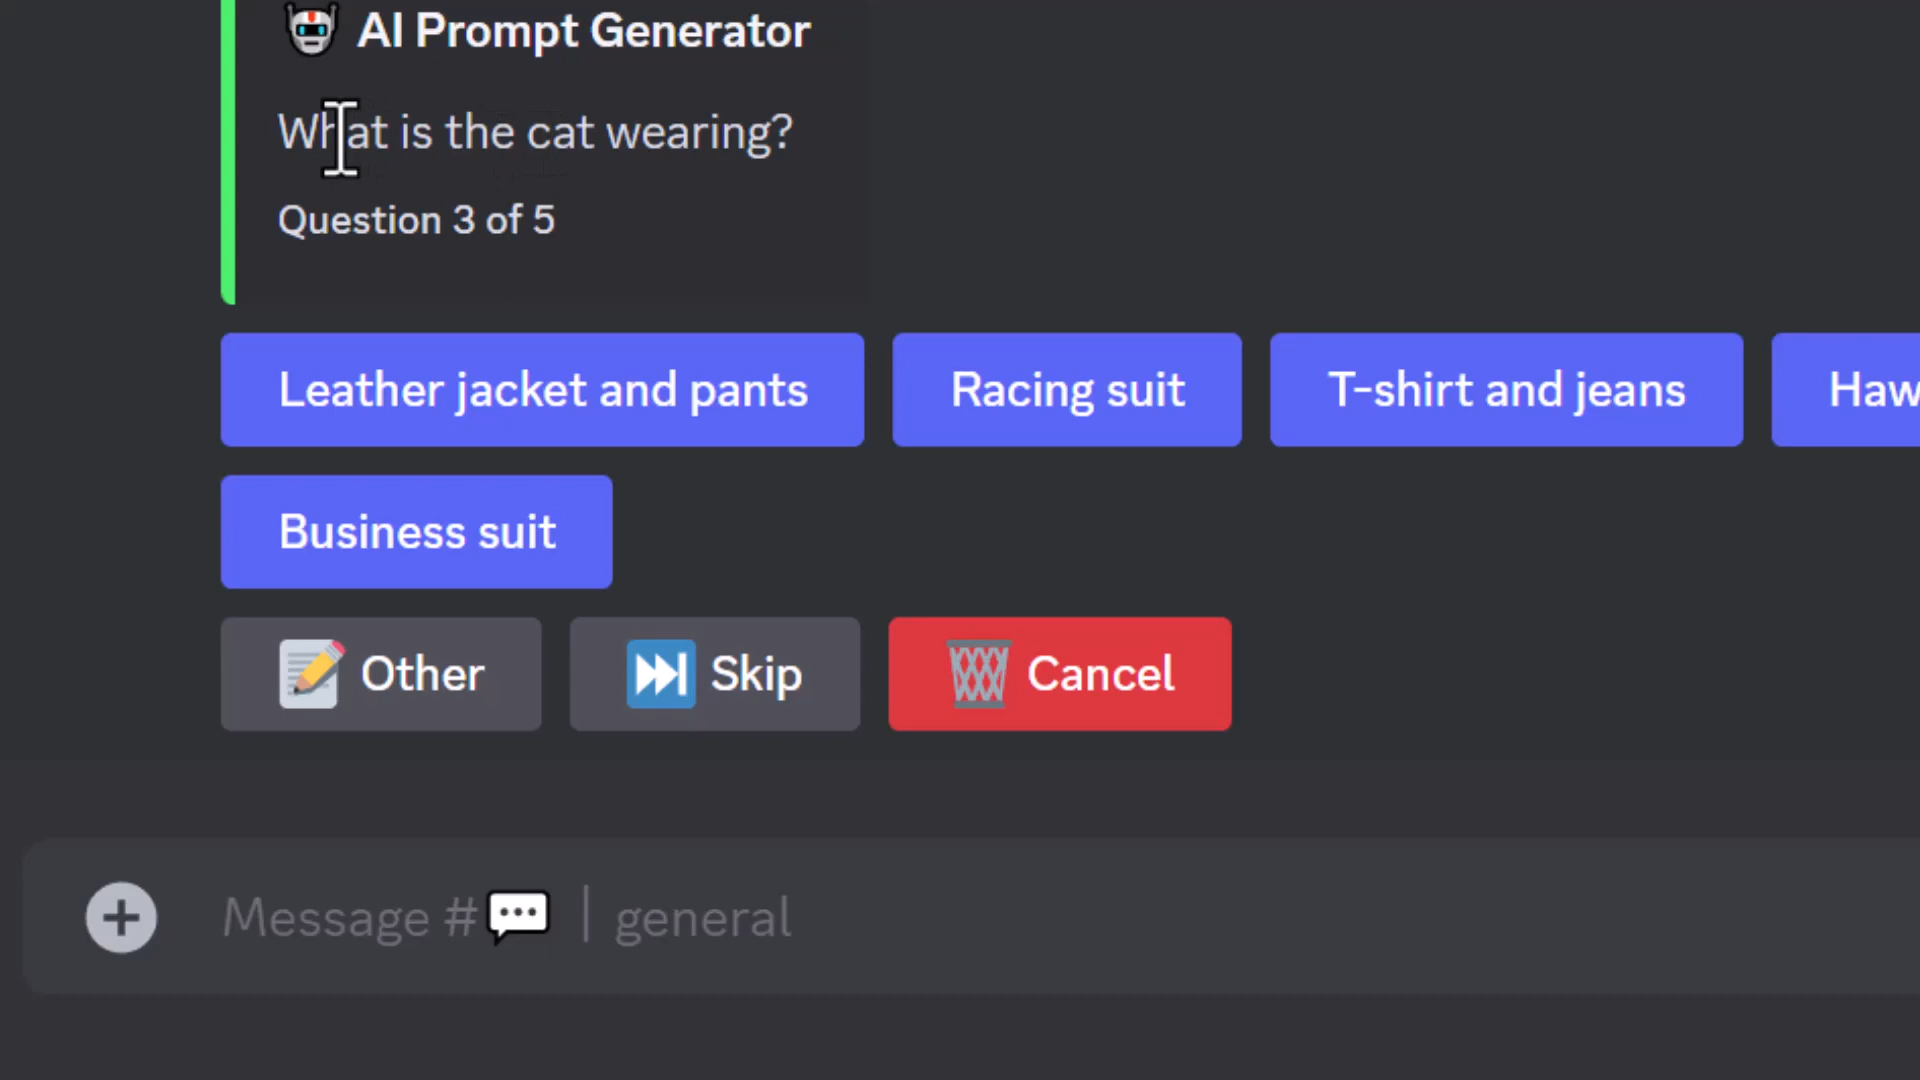 AI Prompt Generator
What is the cat wearing?
Question 3 of 5
Leather jacket and pants Racing suit T-shirt and jeans
Business suit
Other Skip Cancel
Message # | general